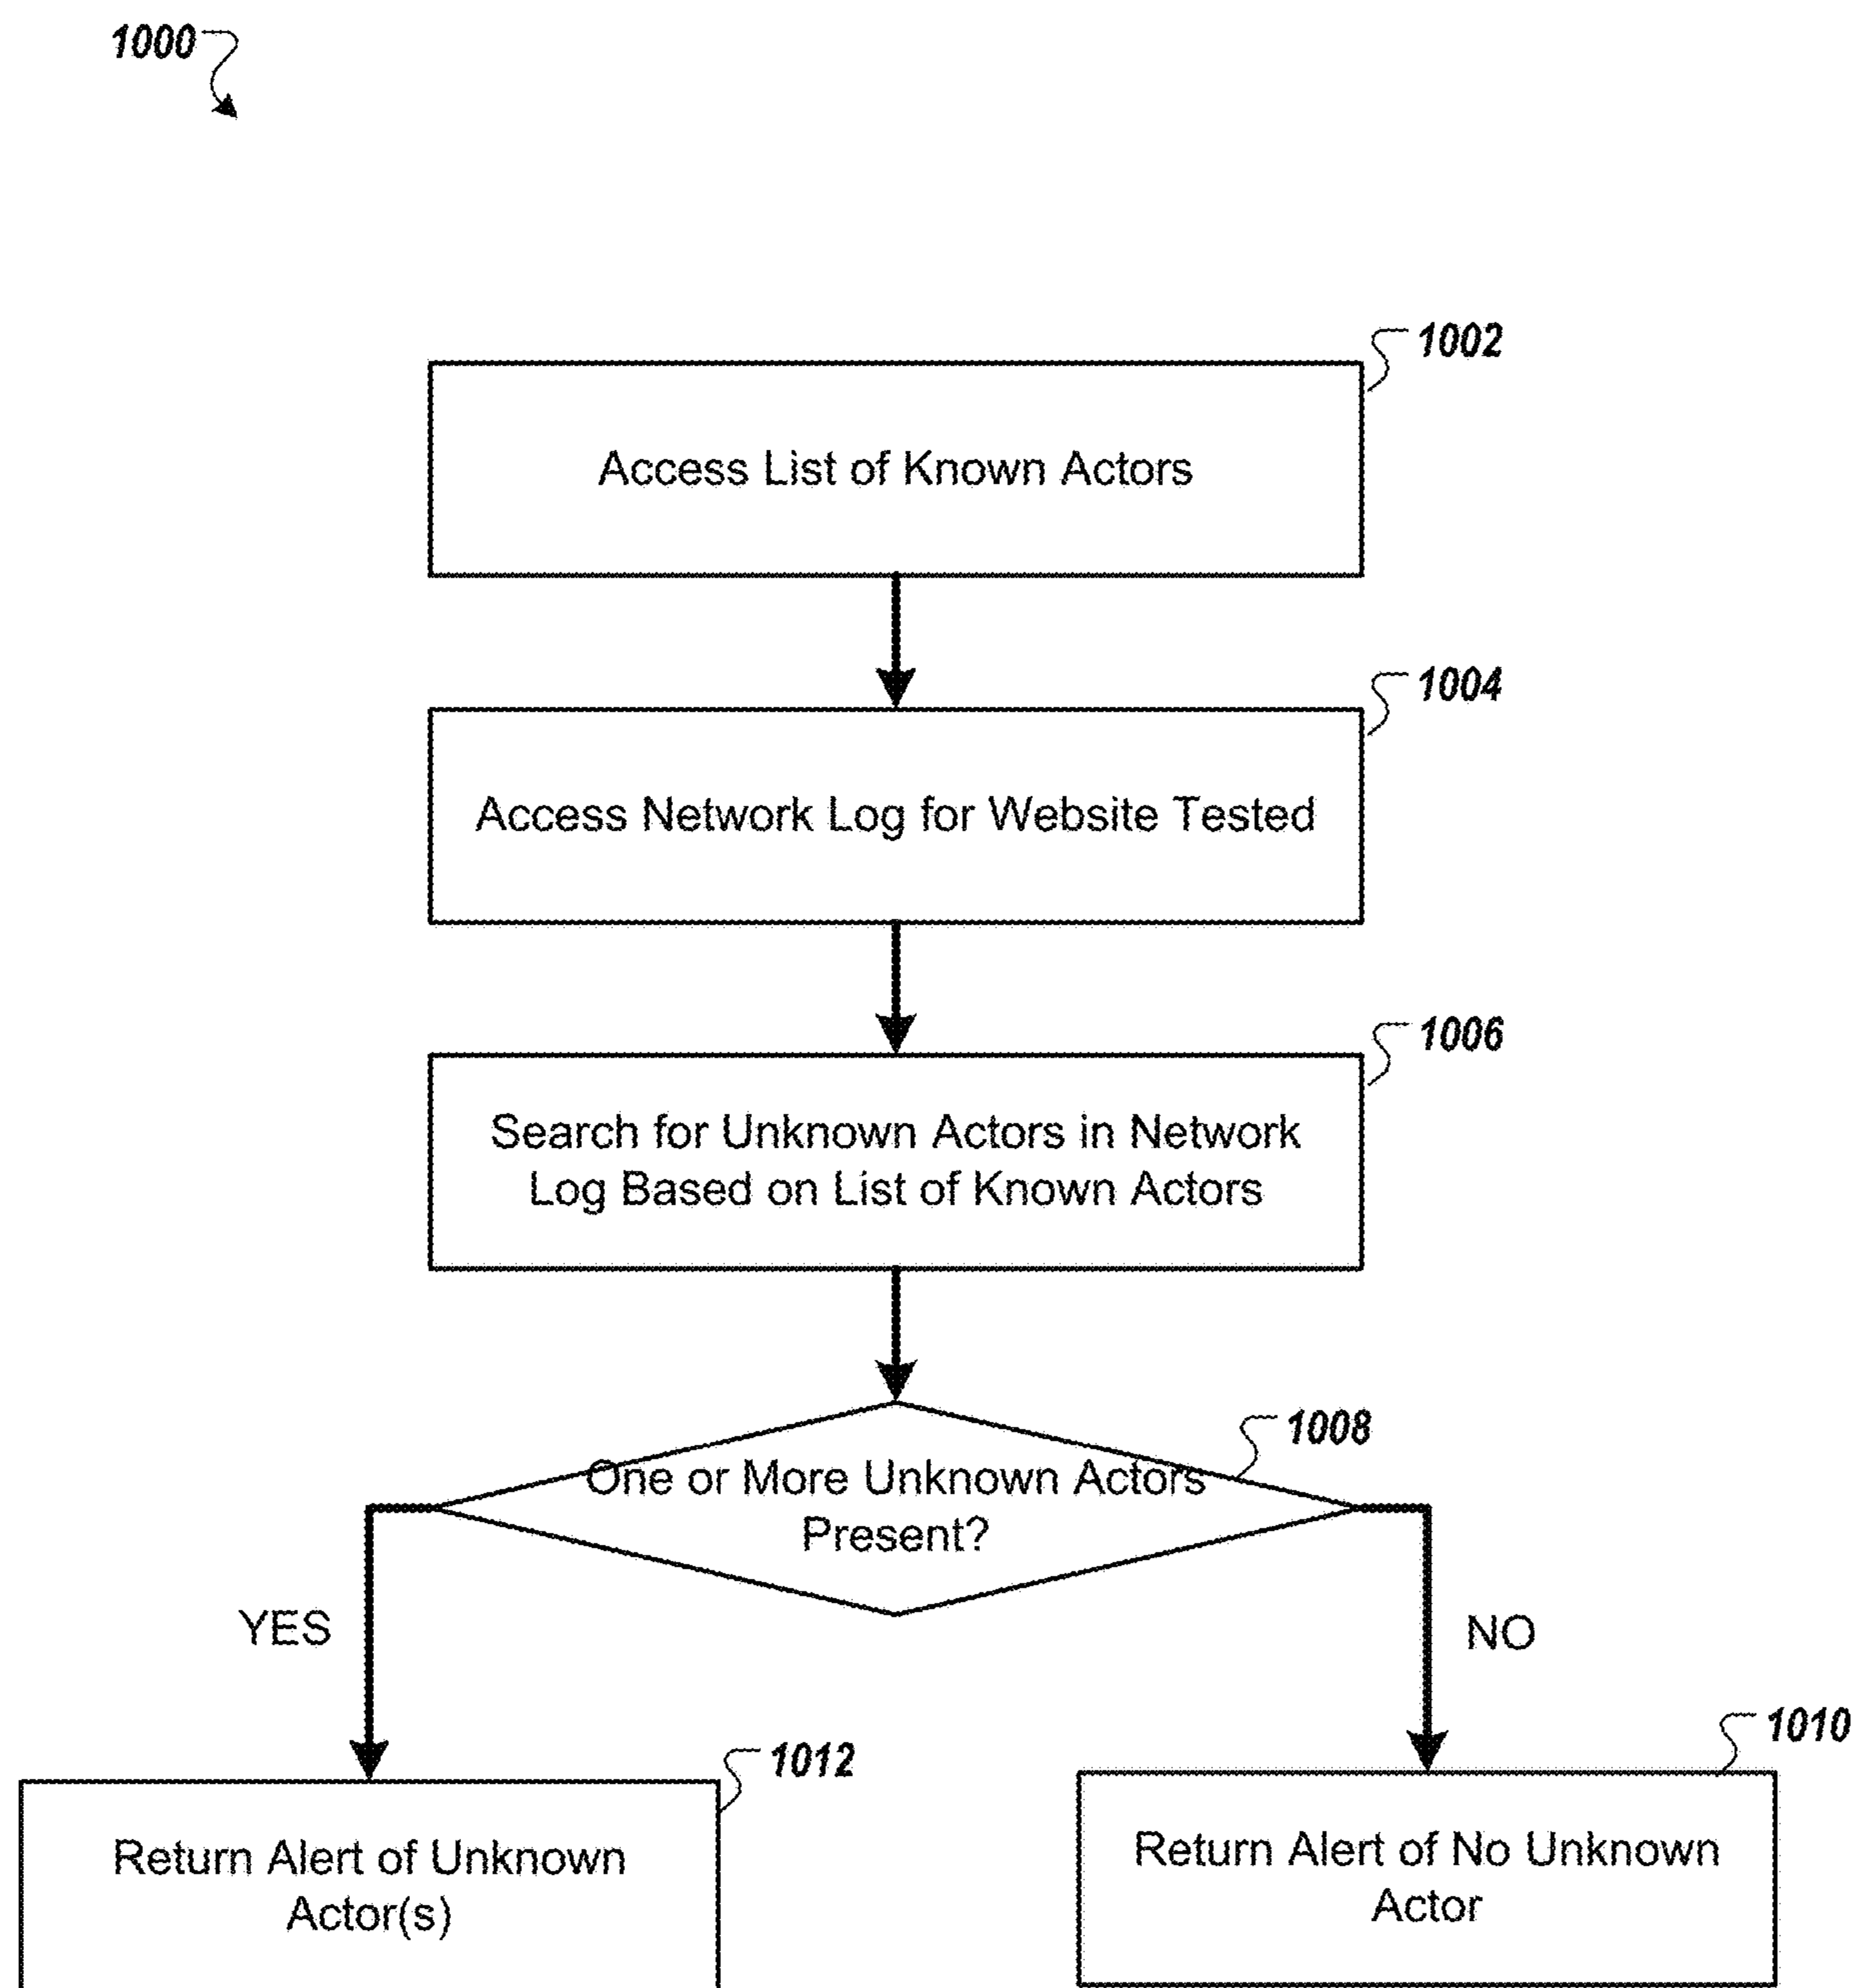 1000
1002
Access List of Known Actors
1004
Access Network Log for Website Tested
1006
Search for Unknown Actors in Network
Log Based on List of Known Actors
1008
One or More Unknown Actors
Present?
YES
NO
1012
Return Alert of Unknown
Actor(s)
1010
Return Alert of No Unknown
Actor